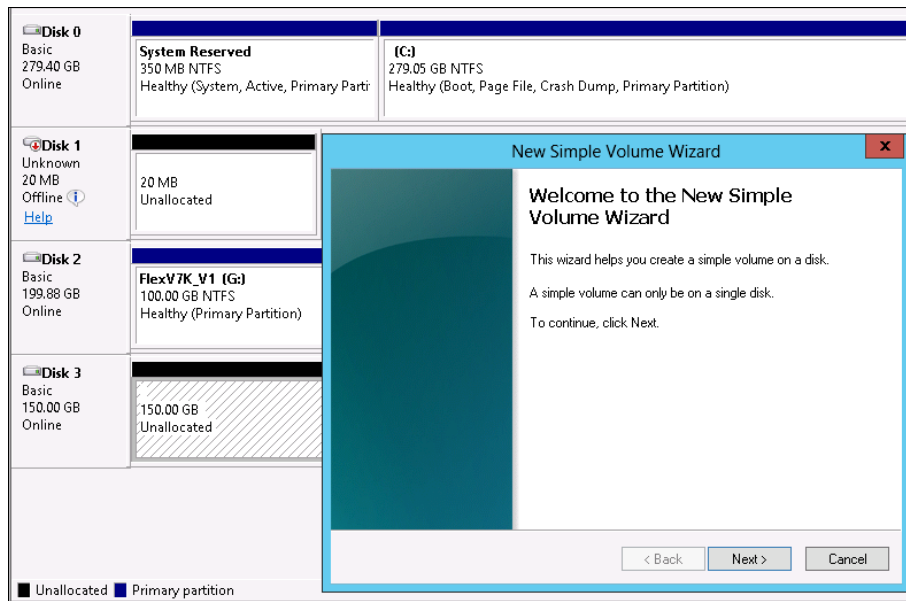 Disk 0
Basic
279.40 GB
Online
System Reserved
350 MB NTFS
Healthy (System, Active, Primary Parti
(C:)
279.05 GB NTFS
Healthy (Boot, Page File, Crash Dump, Primary Partition)
Disk 1
Unknown
20 MB
Offline
Help
20 MB
Unallocated
Disk 2
Basic
199.88 GB
Online
FlexV7K_V1 (G:)
100.00 GB NTFS
Healthy (Primary Partition)
Disk 3
Basic
150.00 GB
Online
150.00 GB
Unallocated
New Simple Volume Wizard
x
Welcome to the New Simple
Volume Wizard
This wizard helps you create a simple volume on a disk.
A simple volume can only be on a single disk.
To continue, click Next.
< Back
Next >
Cancel
Unallocated
Primary partition